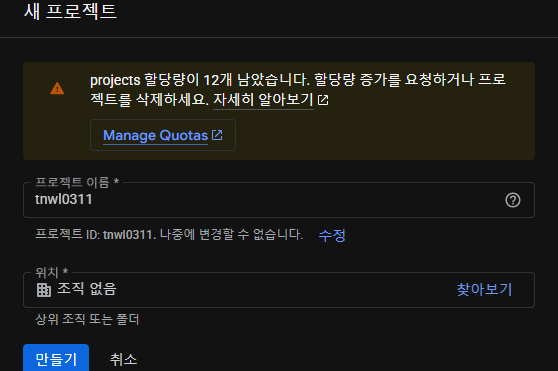 새 프로젝트
projects 할당량이 12개 남았습니다. 할당량 증가를 요청하거나 프로
젝트를 삭제하세요. 자세히 알아보기
Manage Quotas
프로젝트 이름 *
tnwl0311
프로젝트 ID: tnwl0311. 나중에 변경할 수 없습니다. 수정
위치 *
조직 없음 찾아보기
상위 조직 또는 폴더
만들기 취소